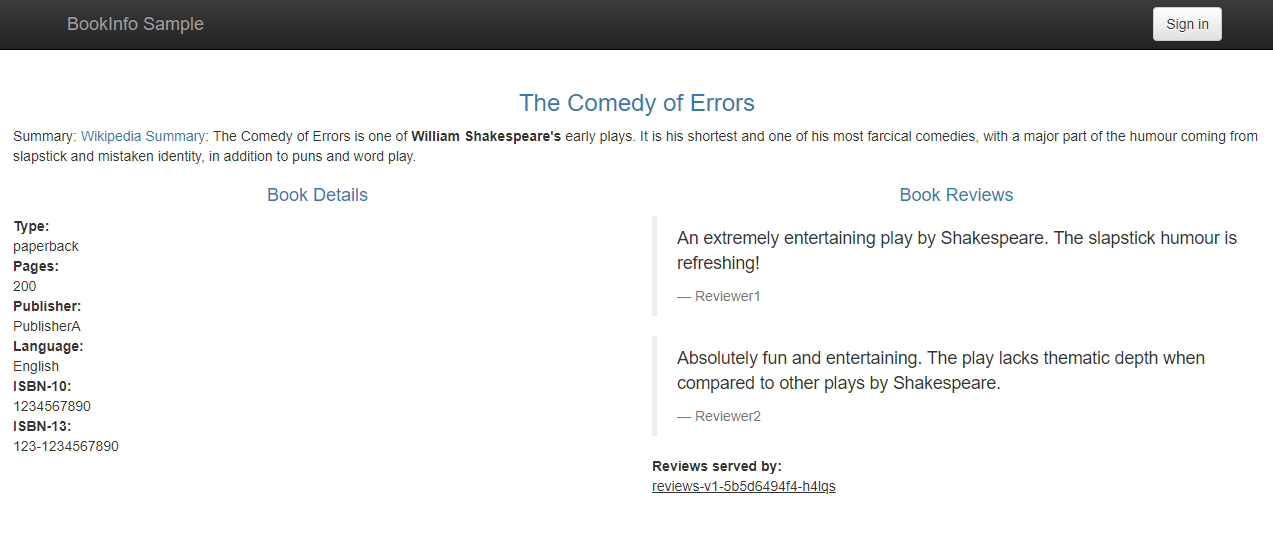 BookInfo Sample
Sign in
The Comedy of Errors
Summary: Wikipedia Summary: The Comedy of Errors is one of William Shakespeare's early plays. It is his shortest and one of his most farcical comedies, with a major part of the humour coming from
slapstick and mistaken identity, in addition to puns and word play.
Book Details
Type:
paperback
Pages:
200
Publisher:
PublisherA
Language:
English
ISBN-10:
1234567890
ISBN-13:
123-1234567890
Book Reviews
An extremely entertaining play by Shakespeare. The slapstick humour is
refreshing!
— Reviewer1
Absolutely fun and entertaining. The play lacks thematic depth when
compared to other plays by Shakespeare.
— Reviewer2
Reviews served by:
reviews-v1-5b5d6494f4-h4lqs